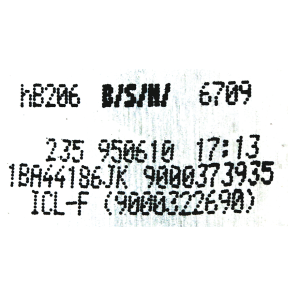 hB206 B/S/N/ 6709
235 950610 17:13
1BA44186JK 9000373935
ICL-F (9000322690)